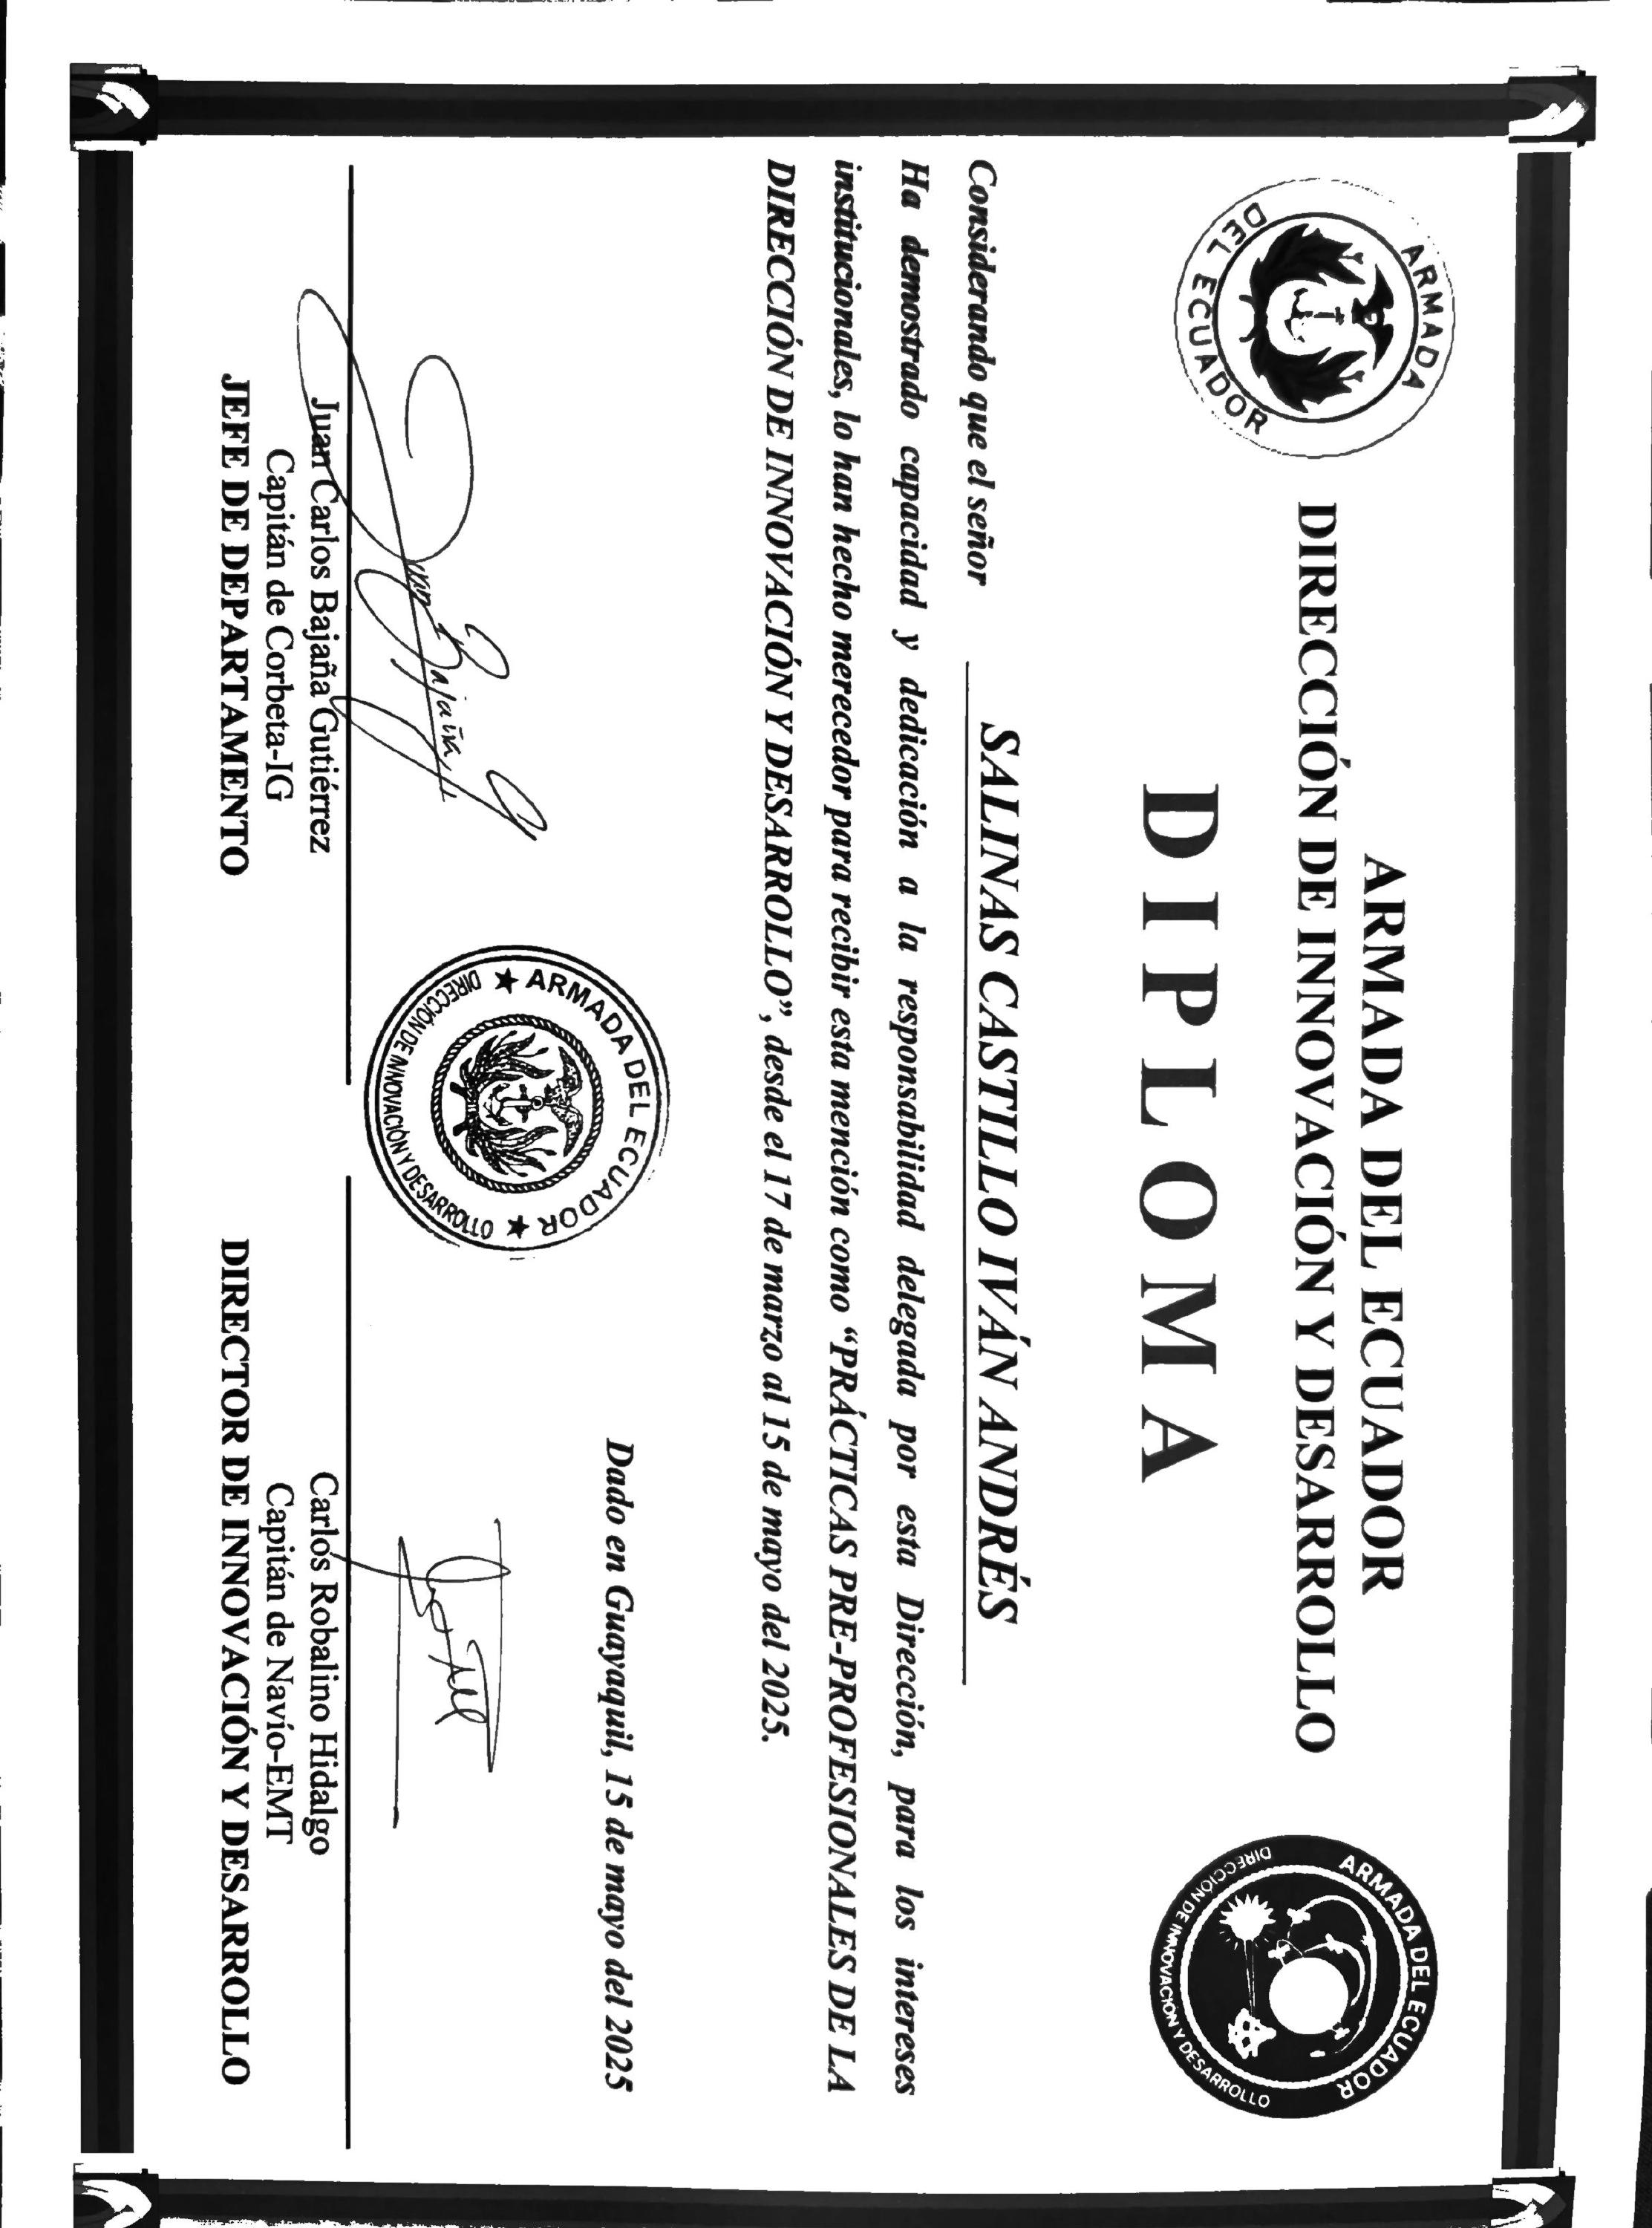 ARMADA DEL ECUADOR
ARMADA DEL ECUADOR
DIRECCIÓN DE INNOVACIÓN Y DESARROLLO
ARMADA DEL ECUADOR
DIRECCIÓN DE INNOVACIÓN Y DESARROLLO
DIPLOMA
Considerando que el señor SALINAS CASTILLO IVÁN ANDRÉS
Ha demostrado capacidad y dedicación a la responsabilidad delegada por esta Dirección, para los intereses
institucionales, lo han hecho merecedor para recibir esta mención como “PRÁCTICAS PRE-PROFESIONALES DE LA
DIRECCIÓN DE INNOVACIÓN Y DESARROLLO”, desde el 17 de marzo al 15 de mayo del 2025.
Dado en Guayaquil, 15 de mayo del 2025
ARMADA DEL ECUADOR
DIRECCIÓN DE INNOVACIÓN Y DESARROLLO
Juan Bajaña G
Juan Carlos Bajaña Gutiérrez
Capitán de Corbeta-IG
JEFE DE DEPARTAMENTO
Carlos Robalino Hidalgo
Capitán de Navío-EMT
DIRECTOR DE INNOVACIÓN Y DESARROLLO